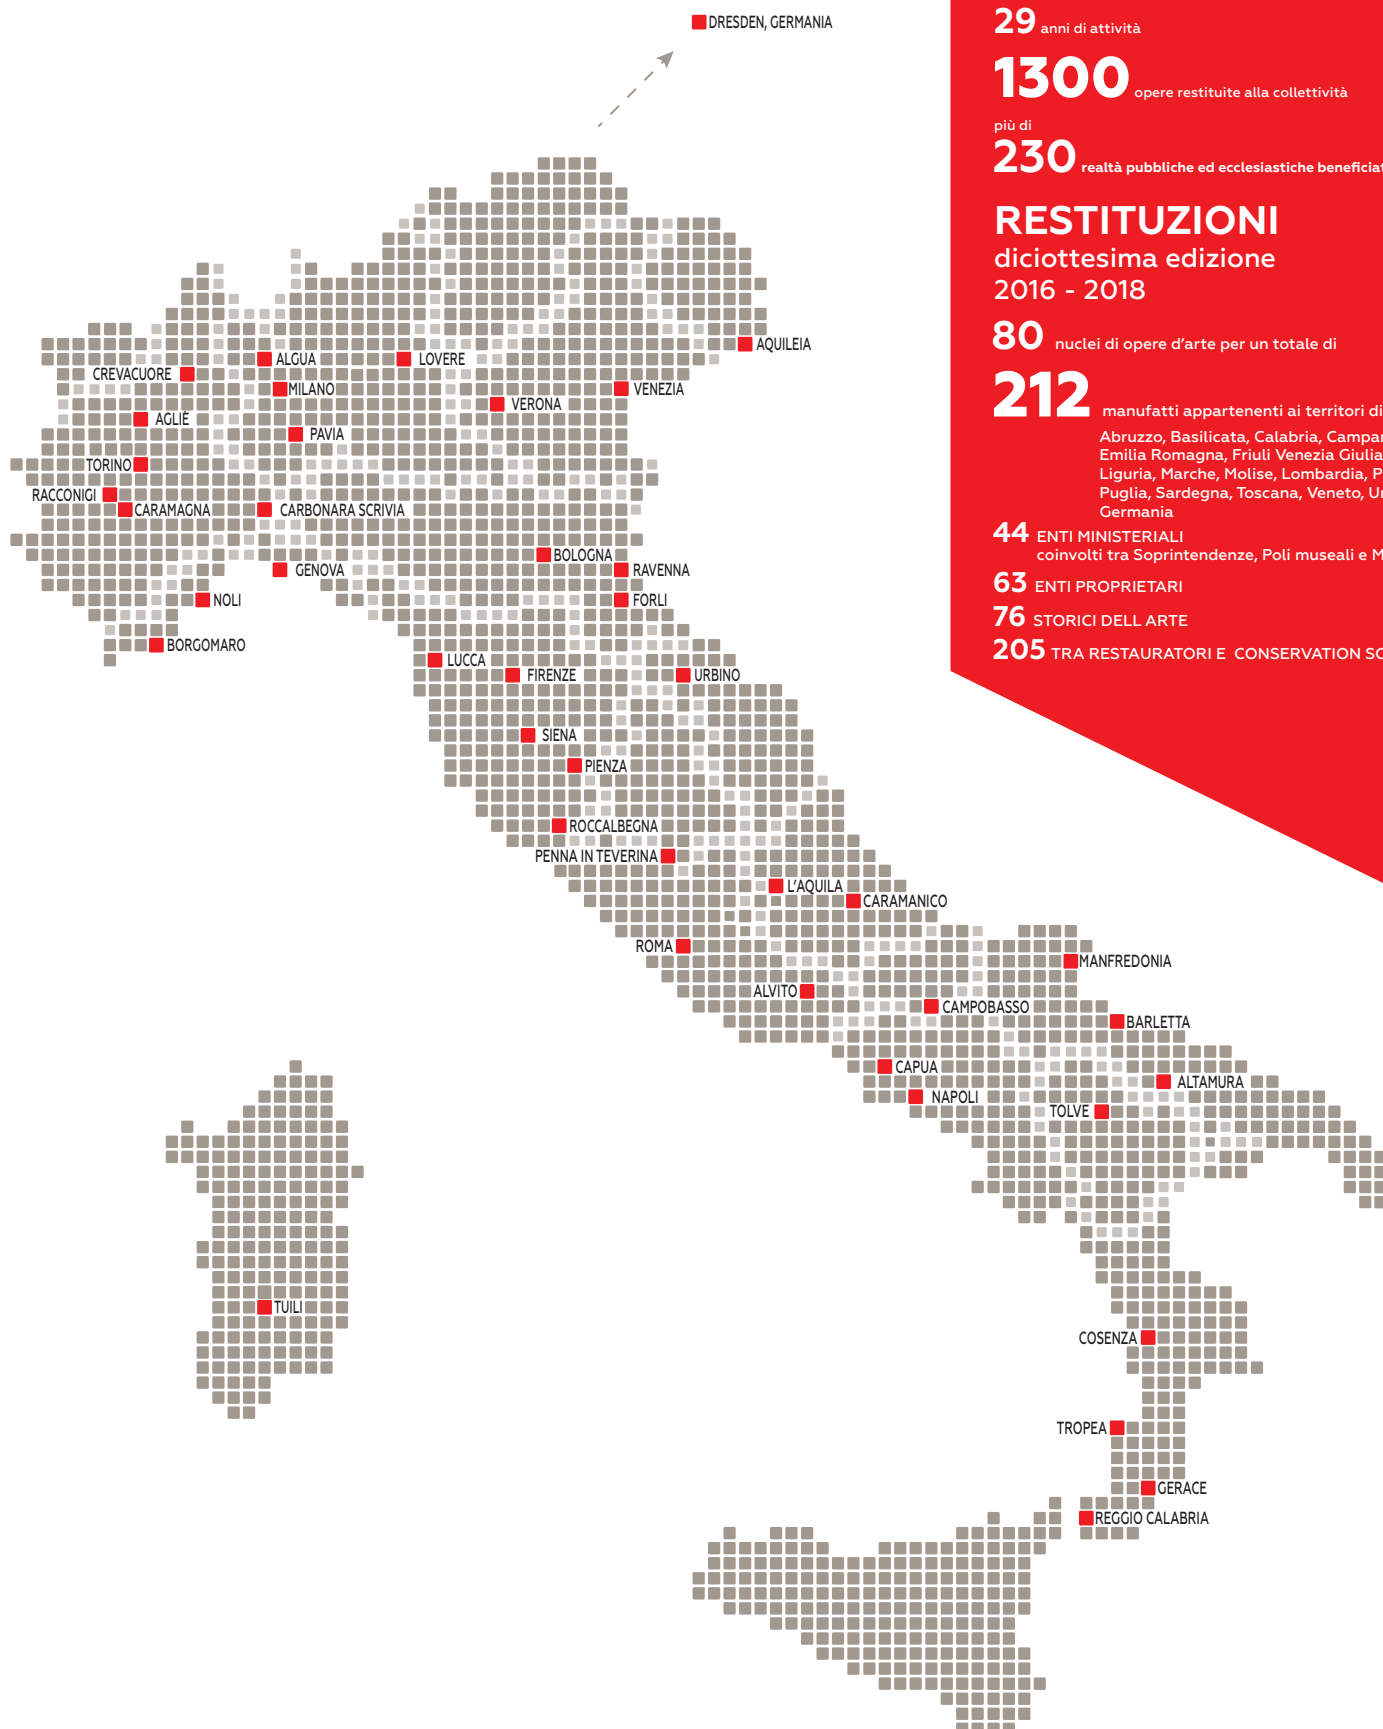 DRESDEN, GERMANIA
29 anni di attività
1300 opere restituite alla collettività
più di
230 realtà pubbliche ed ecclesiastiche
RESTITUZIONI
diciottesima edizione
2016 - 2018
80 nuclei di opere d'arte per un totale di
212 manufatti appartenenti ai territori di
Abruzzo, Basilicata, Calabria,
Emilia Romagna, Friuli Venezia Giulia
Liguria, Marche, Molise, Lombardia,
Puglia, Sardegna, Toscana, Veneto,
Germania
44 ENTI MINISTERIALI
coinvolti tra Soprintendenze, Poli museali e
63 ENTI PROPRIETARI
76 STORICI DELL ARTE
205 TRA RESTAURATORI E CONSERVATION
AQUILEIA
ALGUA
LOVERE
CREVACUORE
MILANO
VENEZIA
VERONA
AGLIÈ
PAVIA
TORINO
RACCONIGI
CARAMAGNA
CARBONARA SCRIVIA
BOLOGNA
GENOVA
RAVENNA
NOLI
FORLI
BORGOMARO
LUCCA
FIRENZE
URBINO
SIENA
PIENZA
ROCCALBEGNA
PENNA IN TEVERINA
L'AQUILA
CARAMANICO
ROMA
MANFREDONIA
ALVITO
CAMPOBASSO
BARLETTA
CAPUA
ALTAMURA
NAPOLI
TOLVE
TUILI
COSENZA
TROPEA
GERACE
REGGIO CALABRIA